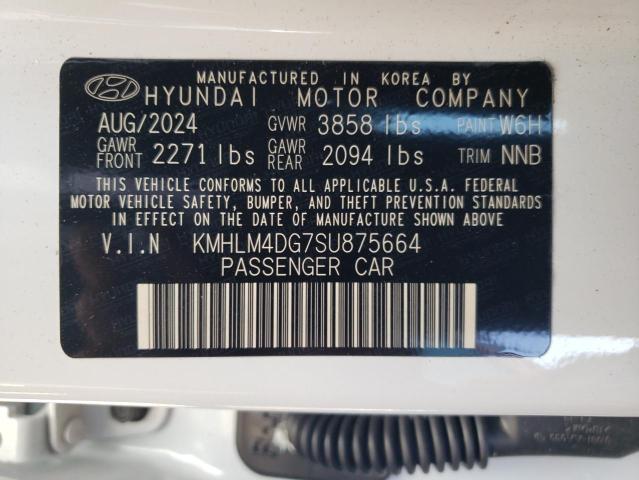 MANUFACTURED IN KOREA BY
HYUNDAI MOTOR COMPANY
AUG/2024 GVWR 3858 lbs PAINT W6H
GAWR FRONT 2271 lbs GAWR REAR 2094 lbs TRIM NNB
THIS VEHICLE CONFORMS TO ALL APPLICABLE U.S.A. FEDERAL
MOTOR VEHICLE SAFETY, BUMPER, AND THEFT PREVENTION STANDARDS
IN EFFECT ON THE DATE OF MANUFACTURE SHOWN ABOVE.
V.I.N KMHLM4DG7SU875664
PASSENGER CAR